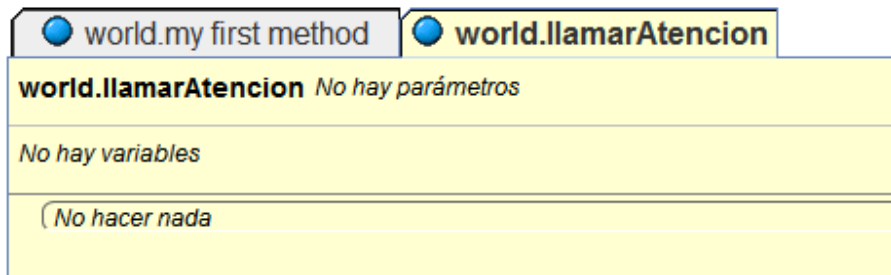 world.my first method world.llamarAtencion
world.llamarAtencion No hay parámetros
No hay variables
No hacer nada